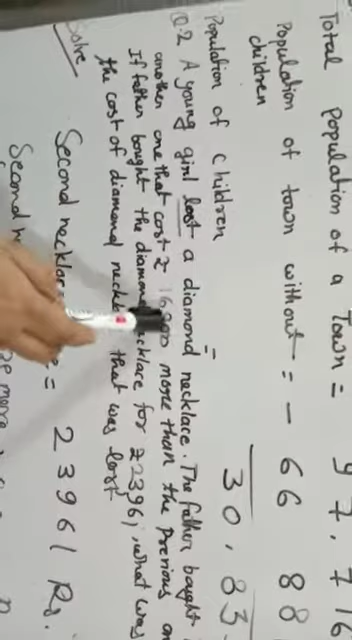 Total population of a Town = 97,716
Population of town without = - 66 88
children
30,83
Population of children =
Q.2 A young girl lost a diamond necklace. The father bought
another one that cost ₹ more than the previous
If father bought the diamond necklace for ₹ 23961, what was
the cost of diamond that was lost
Solve
Second = 23961 Rs.
Second more